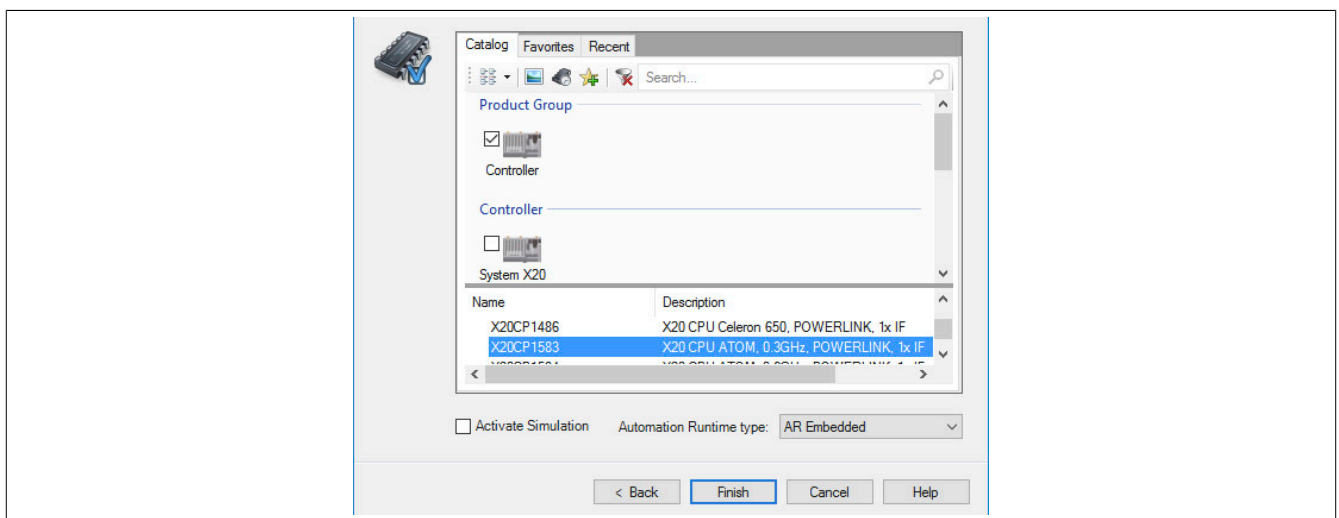 Catalog Favorites Recent
Search...
Product Group
Controller
Controller
System X20
Name Description
X20CP1486 X20 CPU Celeron 650, POWERLINK, 1x IF
X20CP1583 X20 CPU ATOM, 0.3GHz, POWERLINK, 1x IF
Activate Simulation Automation Runtime type: AR Embedded
< Back Finish Cancel Help